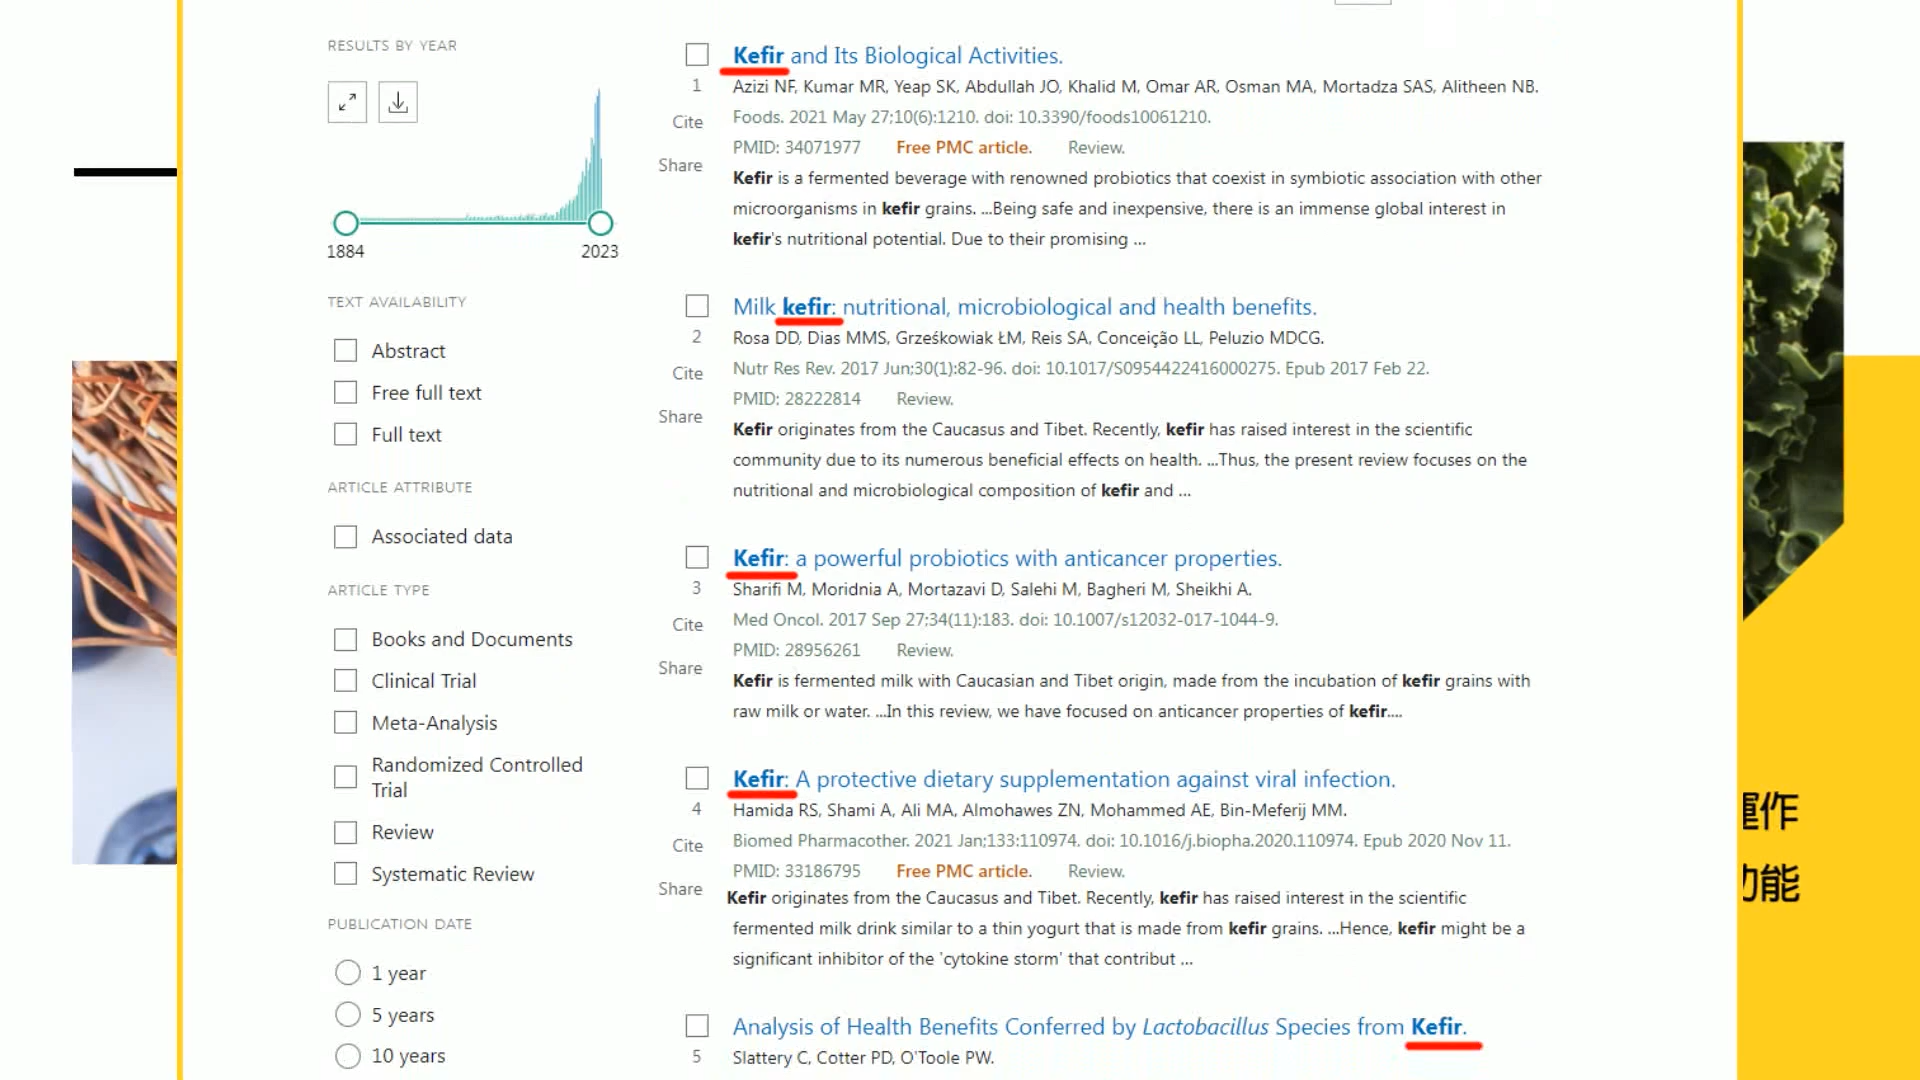 RESULTS BY YEAR
1884
2023
TEXT AVAILABILITY
Abstract
Free full text
Full text
ARTICLE ATTRIBUTE
Associated data
ARTICLE TYPE
Books and Documents
Clinical Trial
Meta-Analysis
Randomized Controlled
Trial
Review
Systematic Review
PUBLICATION DATE
1 year
5 years
10 years
Kefir and Its Biological Activities.
1
Azizi NF, Kumar MR, Yeap SK, Abdullah JO, Khalid M, Omar AR, Osman MA, Mortadza SAS, Alitheen NB.
Cite
Foods. 2021 May 27;10(6):1210. doi: 10.3390/foods10061210.
PMID: 34071977 Free PMC article. Review.
Share
Kefir is a fermented beverage with renowned probiotics that coexist in symbiotic association with other
microorganisms in kefir grains. ...Being safe and inexpensive, there is an immense global interest in
kefir's nutritional potential. Due to their promising ...
Milk kefir: nutritional, microbiological and health benefits.
2
Rosa DD, Dias MMS, Grześkowiak ŁM, Reis SA, Conceição LL, Peluzio MDCG.
Cite
Nutr Res Rev. 2017 Jun;30(1):82-96. doi: 10.1017/S0954422416000275. Epub 2017 Feb 22.
PMID: 28222814 Review.
Share
Kefir originates from the Caucasus and Tibet. Recently, kefir has raised interest in the scientific
community due to its numerous beneficial effects on health. ...Thus, the present review focuses on the
nutritional and microbiological composition of kefir and ...
Kefir: a powerful probiotics with anticancer properties.
3
Sharifi M, Moridnia A, Mortazavi D, Salehi M, Bagheri M, Sheikhi A.
Cite
Med Oncol. 2017 Sep 27;34(11):183. doi: 10.1007/s12032-017-1044-9.
PMID: 28956261 Review.
Share
Kefir is fermented milk with Caucasian and Tibet origin, made from the incubation of kefir grains with
raw milk or water. ...In this review, we have focused on anticancer properties of kefir....
Kefir: A protective dietary supplementation against viral infection.
4
Hamida RS, Shami A, Ali MA, Almohawes ZN, Mohammed AE, Bin-Meferij MM.
Cite
Biomed Pharmacother. 2021 Jan;133:110974. doi: 10.1016/j.biopha.2020.110974. Epub 2020 Nov 11.
PMID: 33186795 Free PMC article. Review.
Share
Kefir originates from the Caucasus and Tibet. Recently, kefir has raised interest in the scientific
fermented milk drink similar to a thin yogurt that is made from kefir grains. ...Hence, kefir might be a
significant inhibitor of the 'cytokine storm' that contribut ...
Analysis of Health Benefits Conferred by Lactobacillus Species from Kefir.
5
Slattery C, Cotter PD, O'Toole PW.
運作
功能